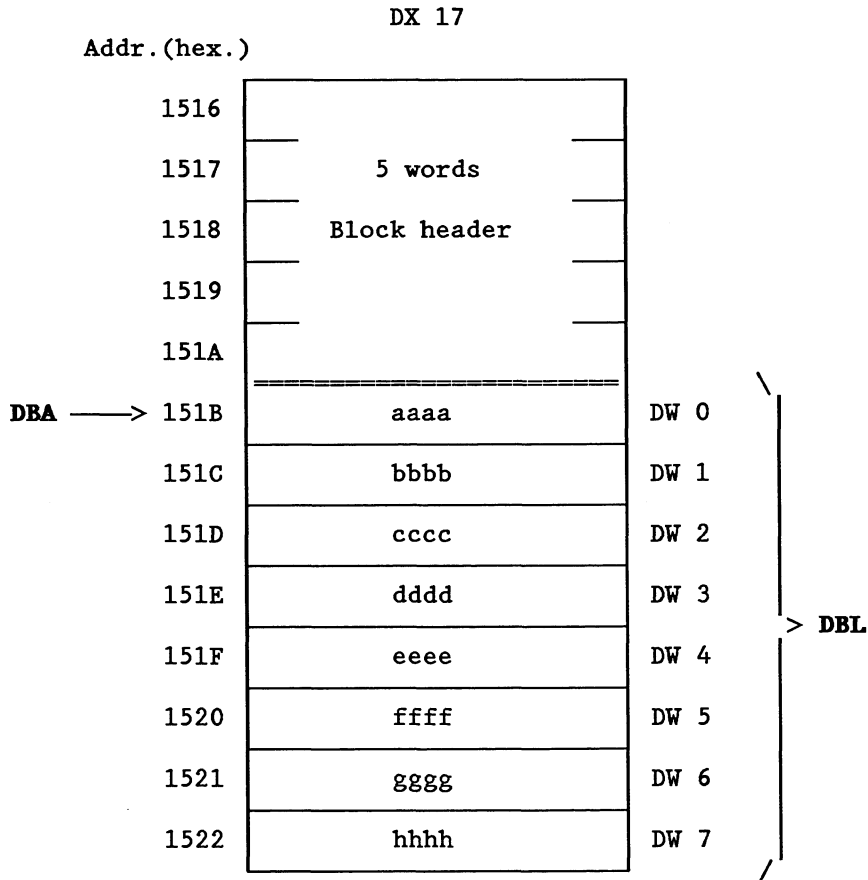 DX 17
Addr.(hex.)
1516
1517 5 words
1518 Block header
1519
151A
DBA 151B aaaa DW 0
151C bbbb DW 1
151D cccc DW 2
151E dddd DW 3
DBL
151F eeee DW 4
1520 ffff DW 5
1521 gggg DW 6
1522 hhhh DW 7